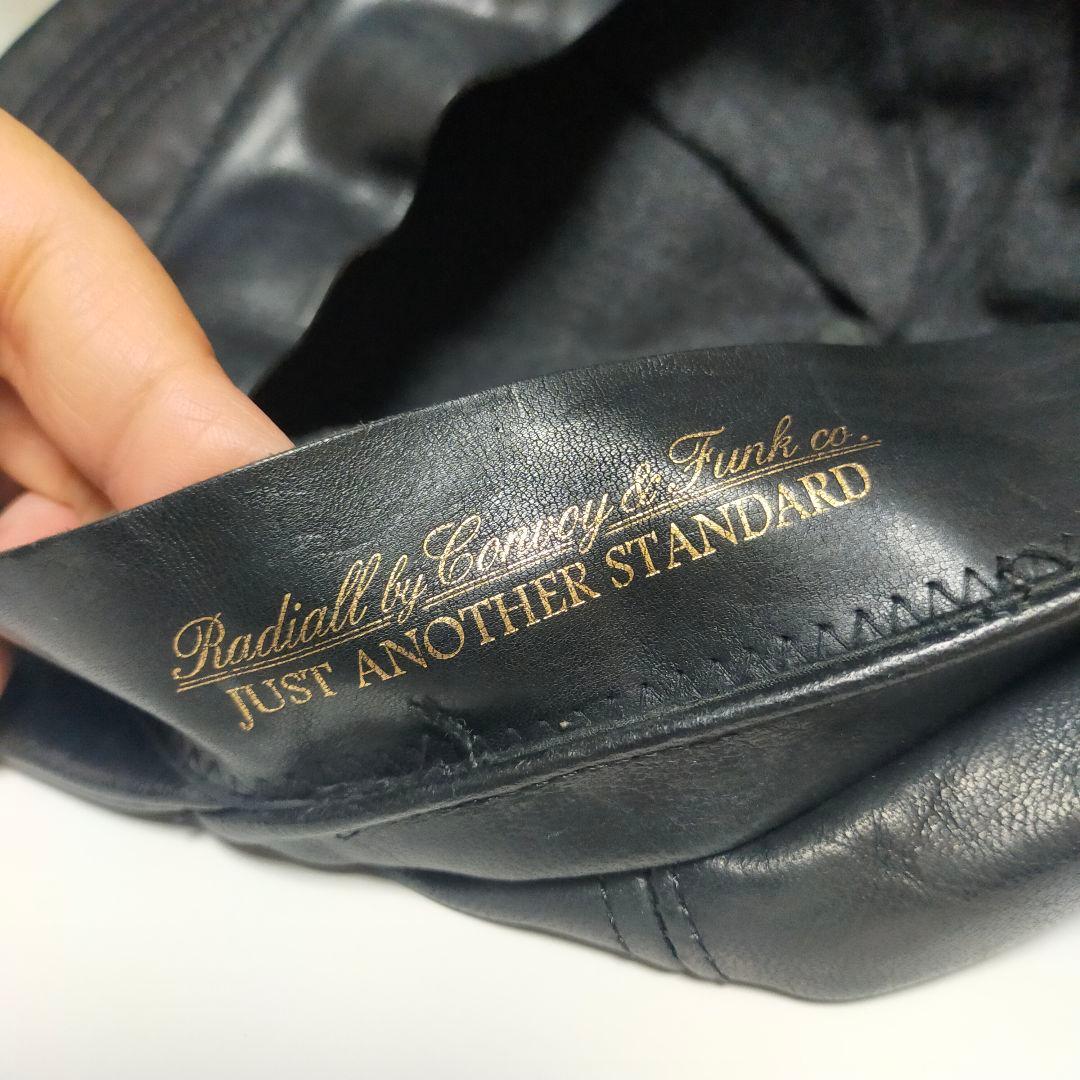 Radiall by Convoy & Funk co.
JUST ANOTHER STANDARD